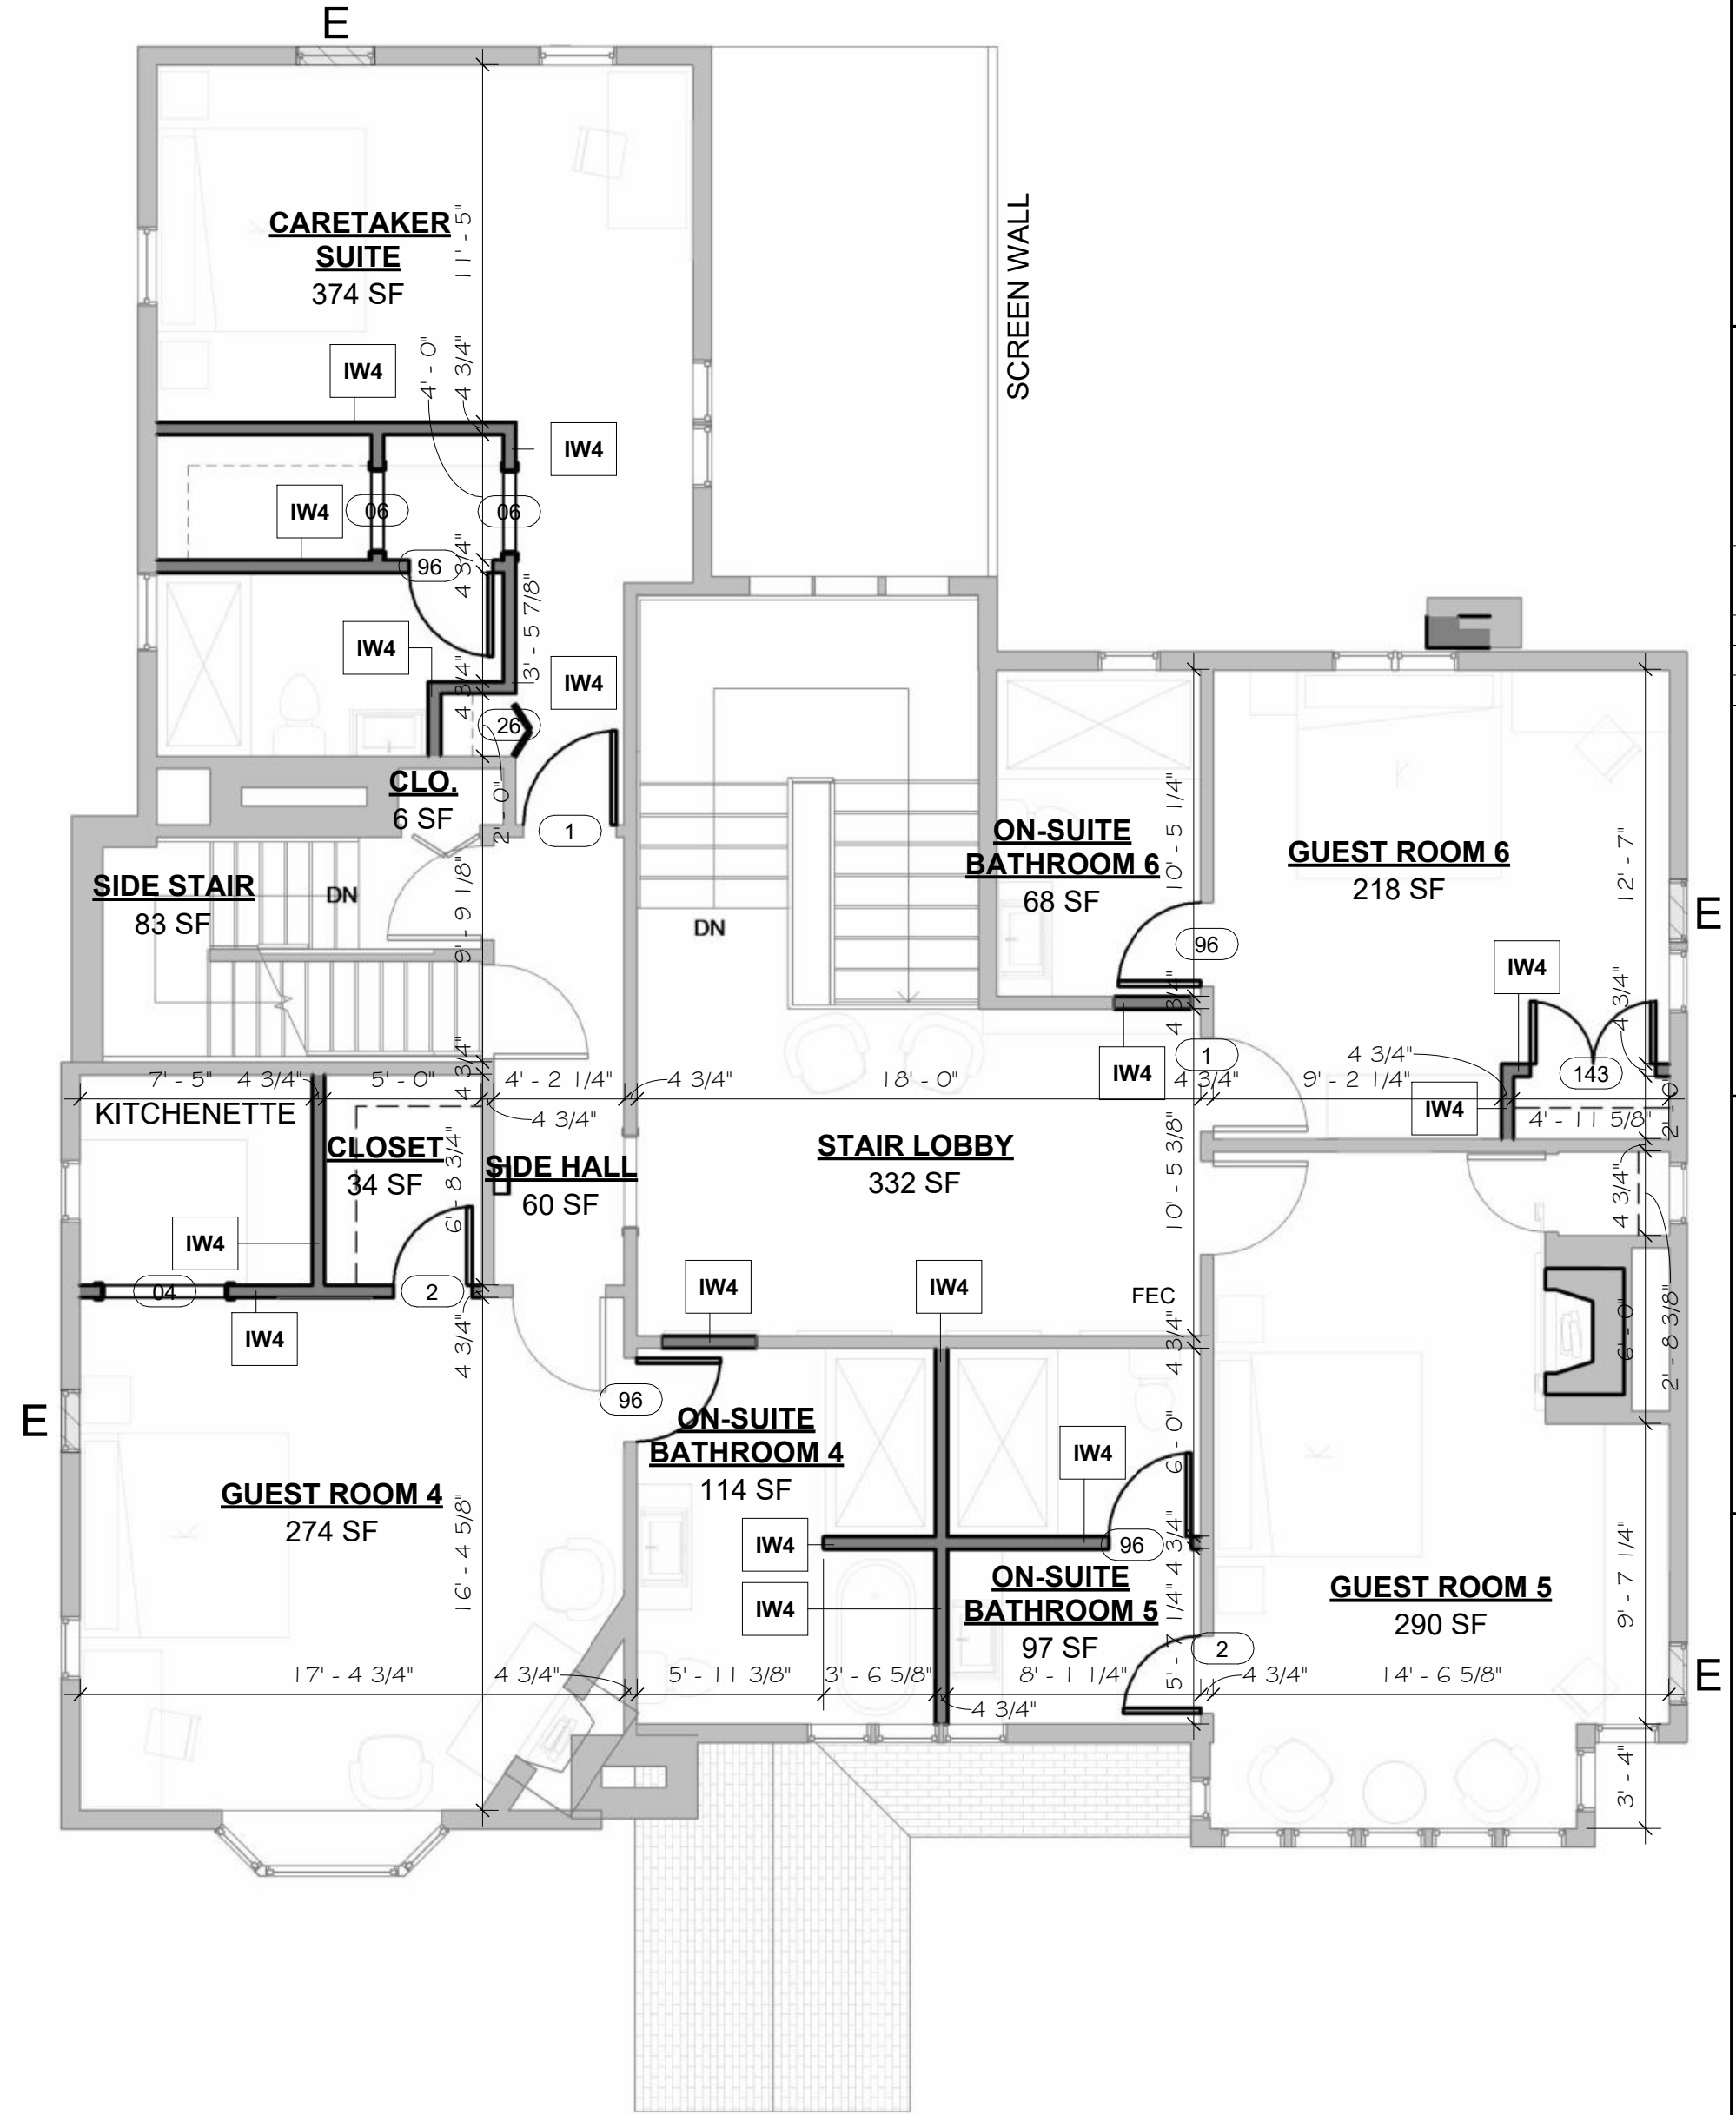 E
CARETAKER
SUITE
374 SF
11' - 5"
SCREEN WALL
IW4
4' - 0"
4 3/4"
IW4
IW4
06
06
96
4 3/4"
3' - 5 7/8"
IW4
4 3/4"
IW4
26
CLO.
6 SF
2' - 0"
1
SIDE STAIR
83 SF
DN
9' - 9 1/8"
DN
ON-SUITE
BATHROOM 6
68 SF
10' - 5 1/4"
GUEST ROOM 6
218 SF
12' - 7"
E
96
IW4
4 3/4"
4 3/4"
IW4
1
4 3/4"
143
IW4
7' - 5"
4 3/4"
5' - 0"
4 3/4"
4' - 2 1/4"
4 3/4"
18' - 0"
4 3/4"
9' - 2 1/4"
4' - 11 5/8"
2' - 0"
4 3/4"
KITCHENETTE
CLOSET
34 SF
6' - 8 3/4"
SIDE HALL
60 SF
STAIR LOBBY
332 SF
10' - 5 3/8"
4 3/4"
IW4
04
2
IW4
4 3/4"
IW4
IW4
FEC
4 3/4"
6' - 0"
2' - 8 3/8"
E
96
ON-SUITE
BATHROOM 4
114 SF
IW4
6' - 0"
GUEST ROOM 4
274 SF
16' - 4 5/8"
IW4
96
4 3/4"
IW4
ON-SUITE
BATHROOM 5
97 SF
5' - 7 1/4"
GUEST ROOM 5
290 SF
9' - 7 1/4"
2
E
17' - 4 3/4"
4 3/4"
5' - 11 3/8"
3' - 6 5/8"
4 3/4"
8' - 1 1/4"
4 3/4"
14' - 6 5/8"
3' - 4"